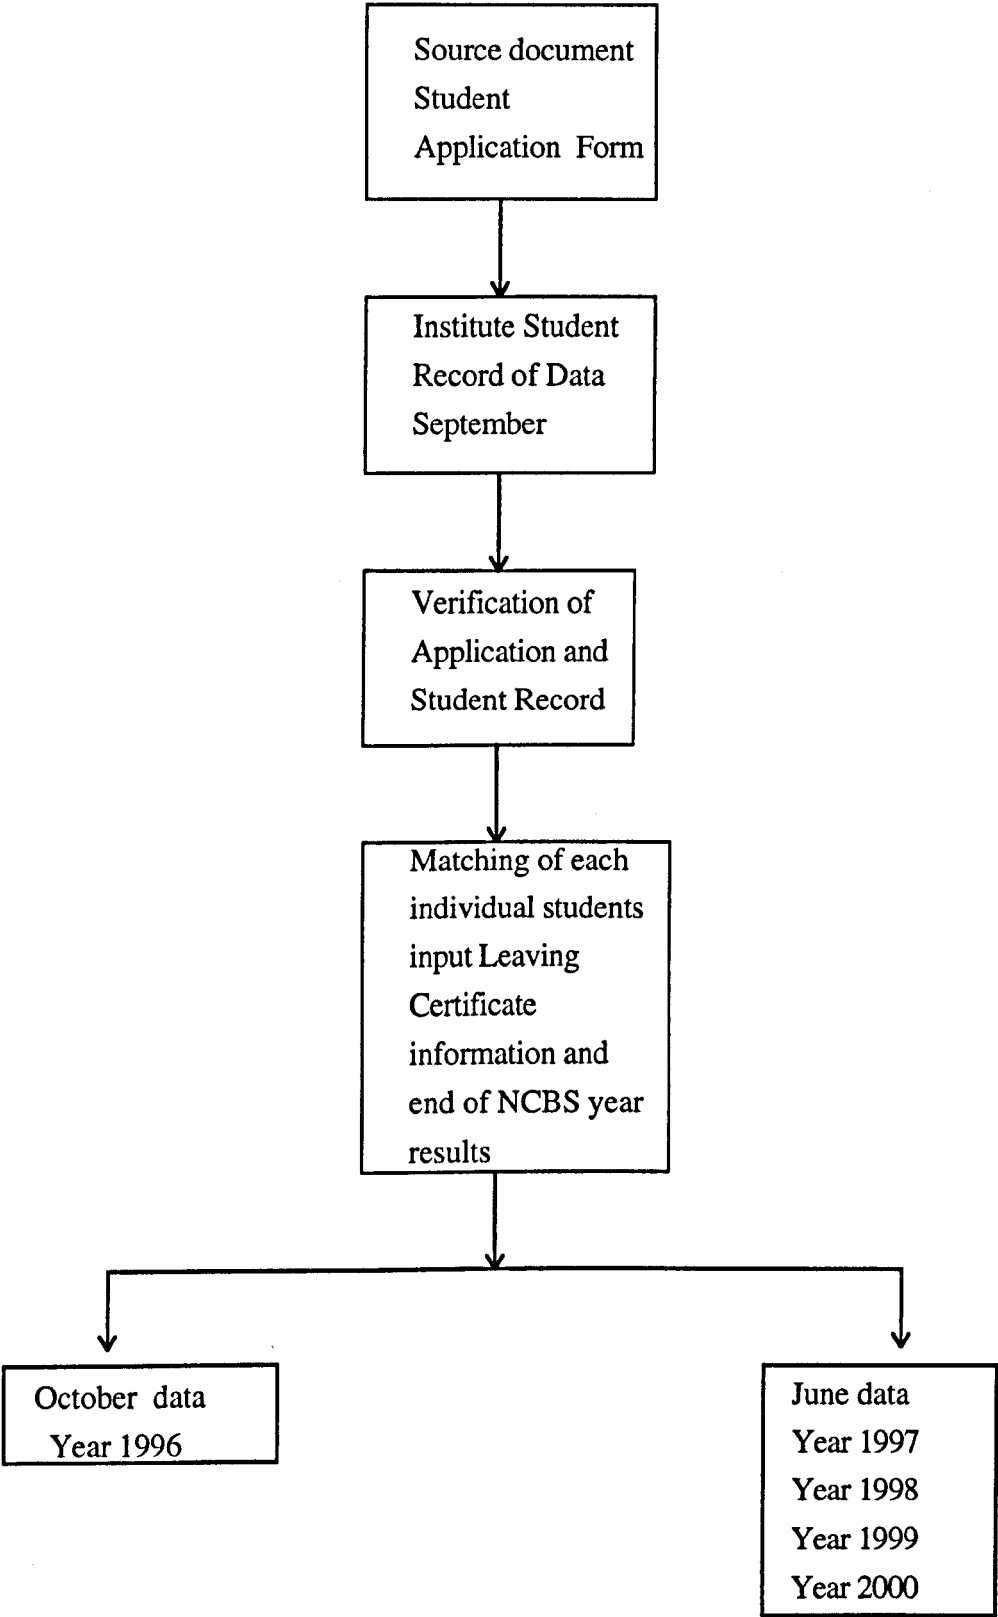 Source document
Student
Application Form
Institute Student
Record of Data
September
Verification of
Application and
Student Record
Matching of each
individual students
input Leaving
Certificate
information and
end of NCBS year
results
October data
Year 1996
June data
Year 1997
Year 1998
Year 1999
Year 2000